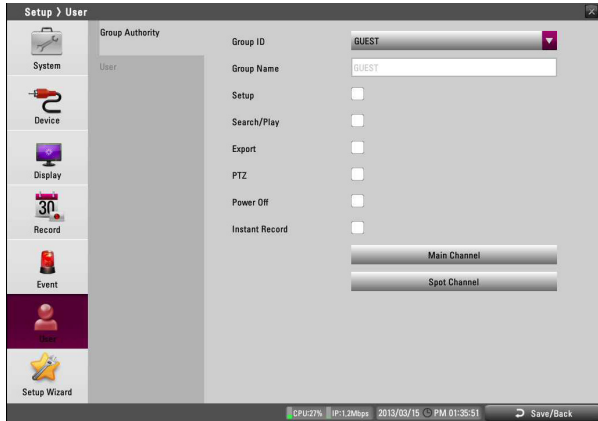 Setup > User
System
Device
Display
30
Record
Event
User
Setup Wizard
Group Authority
User
Group ID
GUEST
Group Name
GUEST
Setup
Search/Play
Export
PTZ
Power Off
Instant Record
Main Channel
Spot Channel
CPU:27% IP:1.2Mbps 2013/03/15 PM 01:35:51 Save/Back